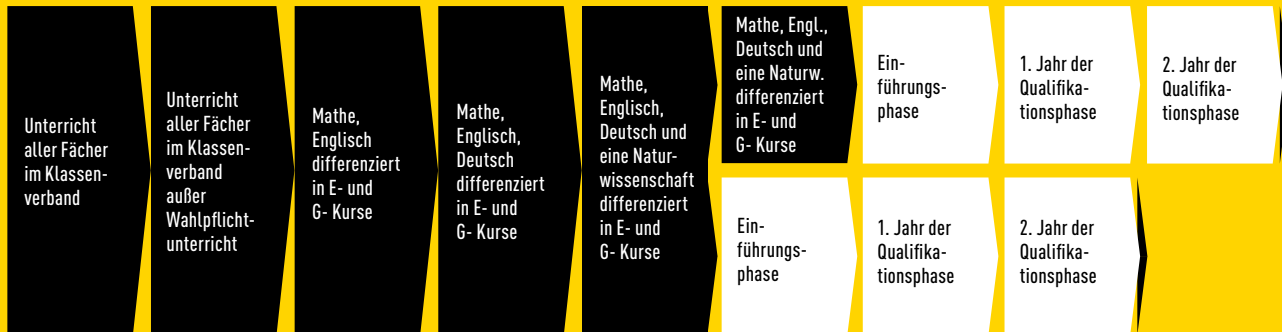 Unterricht
aller Fächer
im Klassen-
verband
Unterricht
aller Fächer
im Klassen-
verband
außer
Wahlpflicht-
unterricht
Mathe,
Englisch
differenziert
in E- und
G- Kurse
Mathe,
Englisch,
Deutsch
differenziert
in E- und
G- Kurse
Mathe,
Englisch,
Deutsch und
eine Natur-
wissenschaft
differenziert
in E- und
G- Kurse
Mathe, Engl.,
Deutsch und
eine Naturw.
differenziert
in E- und
G- Kurse
Ein-
führungs-
phase
1. Jahr der
Qualifika-
tionsphase
2. Jahr der
Qualifika-
tionsphase
Ein-
führungs-
phase
1. Jahr der
Qualifika-
tionsphase
2. Jahr der
Qualifika-
tionsphase